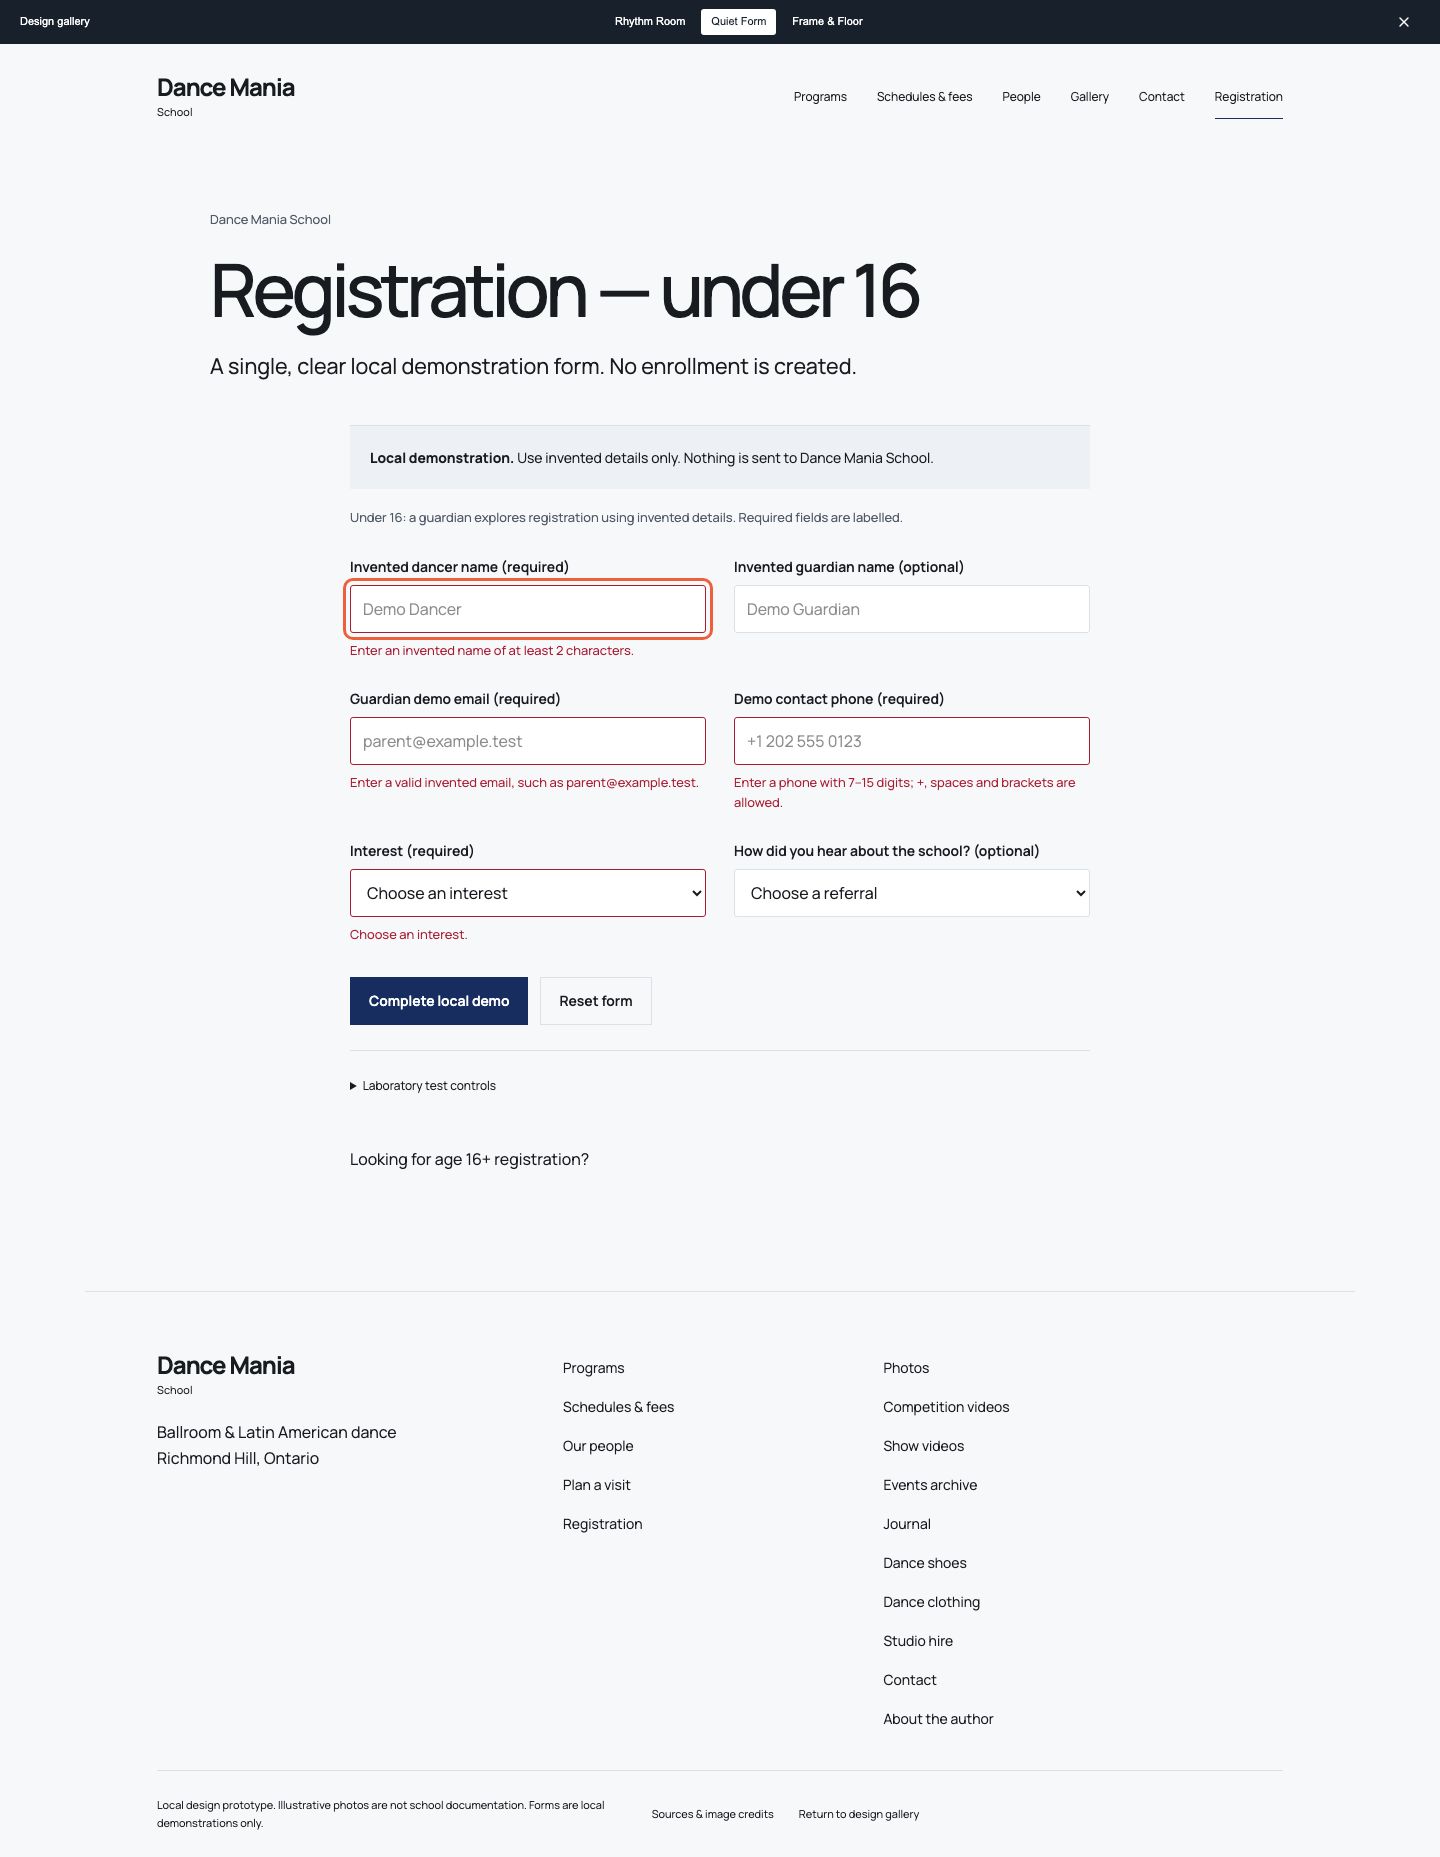 Design gallery
Rhythm Room
Quiet Form
Frame & Floor
×
Dance Mania
School
Programs
Schedules & fees
People
Gallery
Contact
Registration
Dance Mania School
Registration — under 16
A single, clear local demonstration form. No enrollment is created.
Local demonstration. Use invented details only. Nothing is sent to Dance Mania School.
Under 16: a guardian explores registration using invented details. Required fields are labelled.
Invented dancer name (required)
Demo Dancer
Enter an invented name of at least 2 characters.
Invented guardian name (optional)
Demo Guardian
Guardian demo email (required)
parent@example.test
Enter a valid invented email, such as parent@example.test.
Demo contact phone (required)
+1 202 555 0123
Enter a phone with 7–15 digits; +, spaces and brackets are
allowed.
Interest (required)
Choose an interest
Choose an interest.
How did you hear about the school? (optional)
Choose a referral
Complete local demo
Reset form
Laboratory test controls
Looking for age 16+ registration?
Dance Mania
School
Ballroom & Latin American dance
Richmond Hill, Ontario
Programs
Schedules & fees
Our people
Plan a visit
Registration
Photos
Competition videos
Show videos
Events archive
Journal
Dance shoes
Dance clothing
Studio hire
Contact
About the author
Local design prototype. Illustrative photos are not school documentation. Forms are local
demonstrations only.
Sources & image credits
Return to design gallery